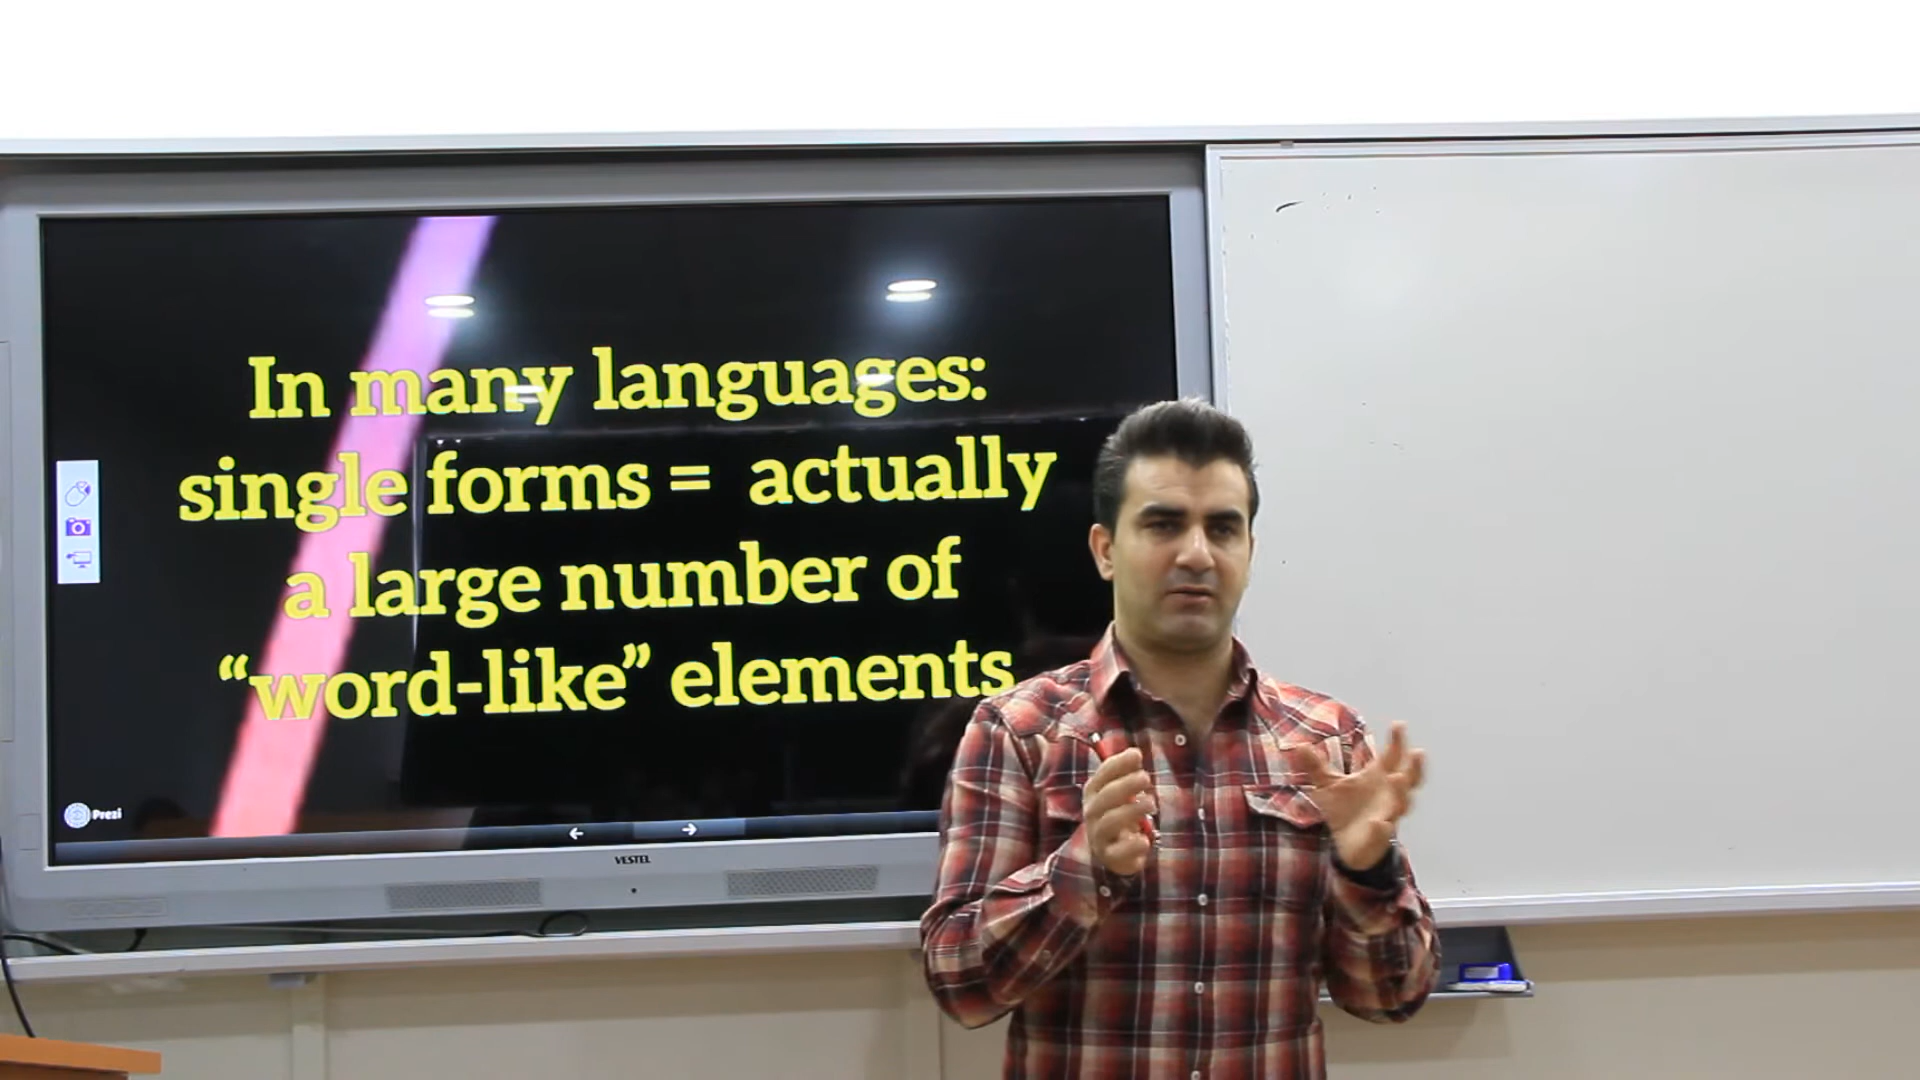 In many languages:
single forms = actually
a large number of
“word-like” elements
Prezi
VESTEL